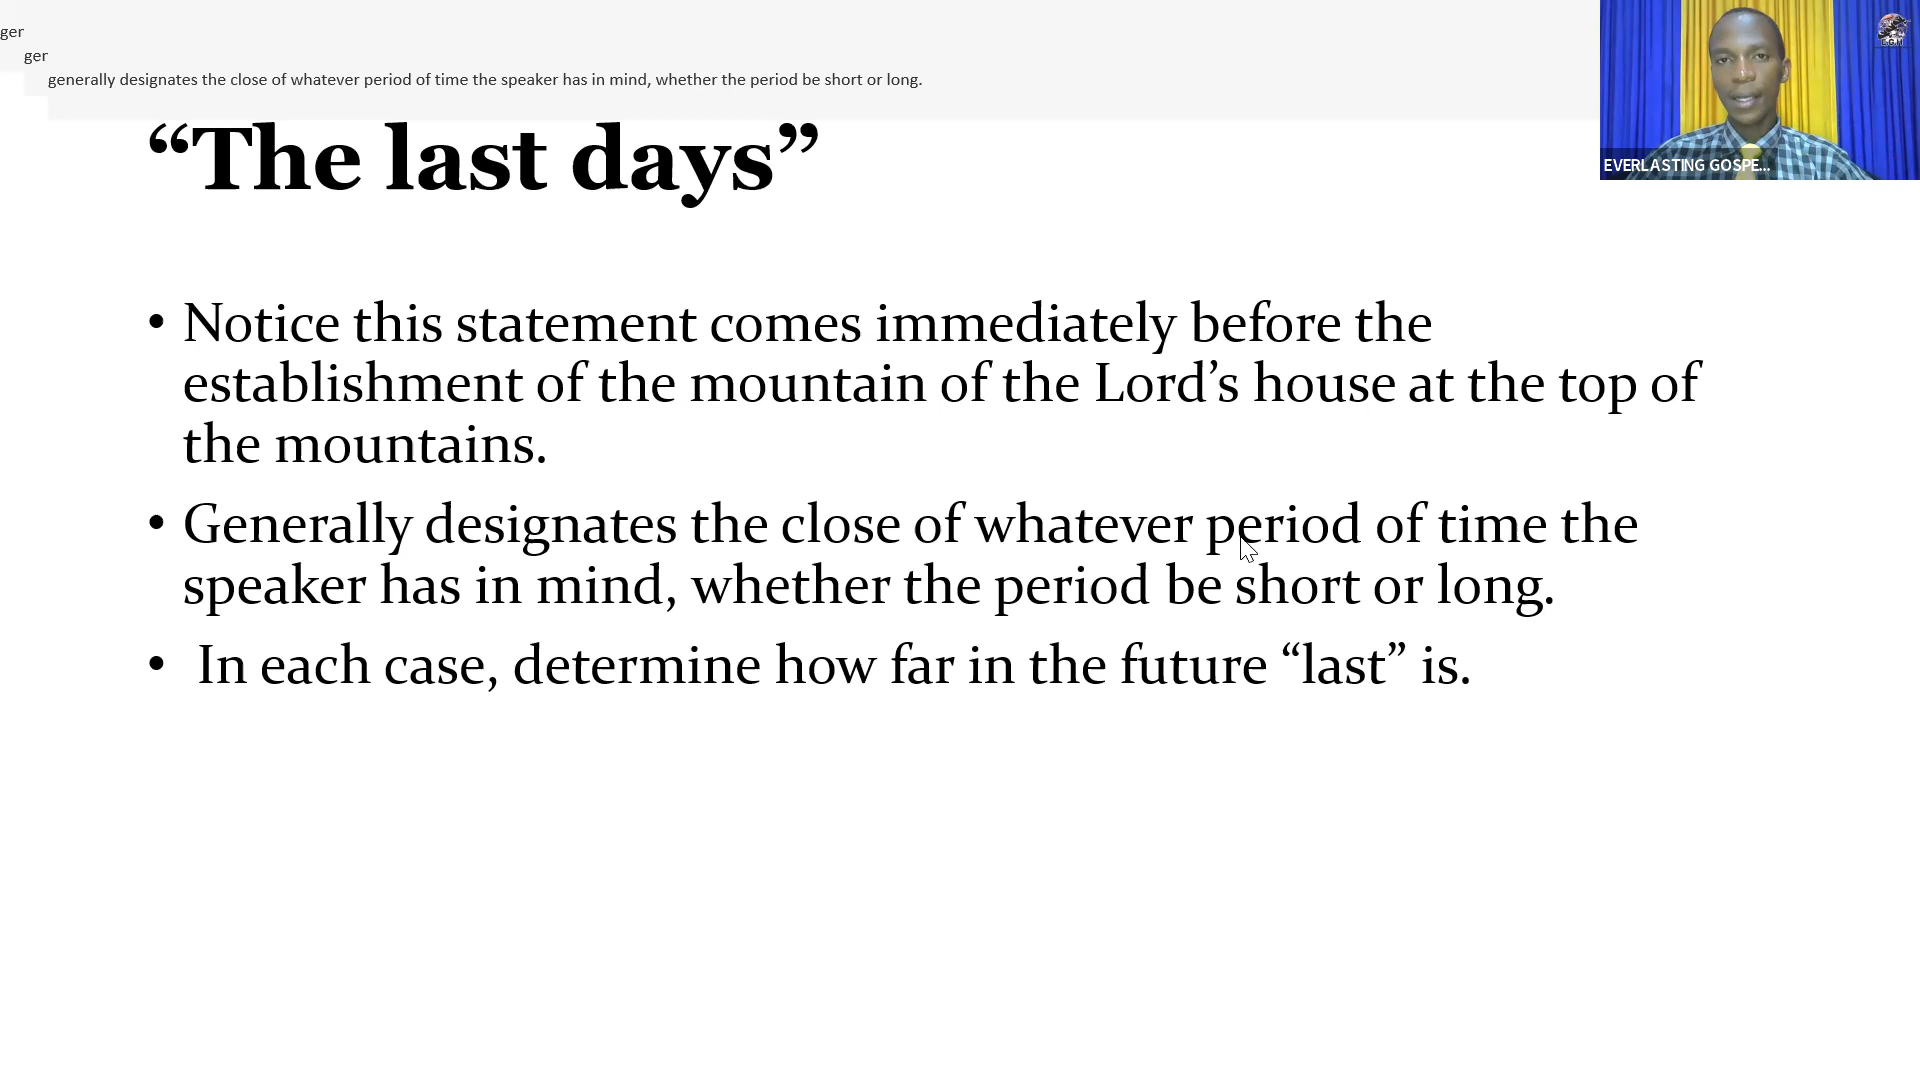 ger
ger
generally designates the close of whatever period of time the speaker has in mind, whether the period be short or long.
“The last days”
EVERLASTING GOSPE...
E.G.M
• Notice this statement comes immediately before the
establishment of the mountain of the Lord’s house at the top of
the mountains.
• Generally designates the close of whatever period of time the
speaker has in mind, whether the period be short or long.
• In each case, determine how far in the future “last” is.